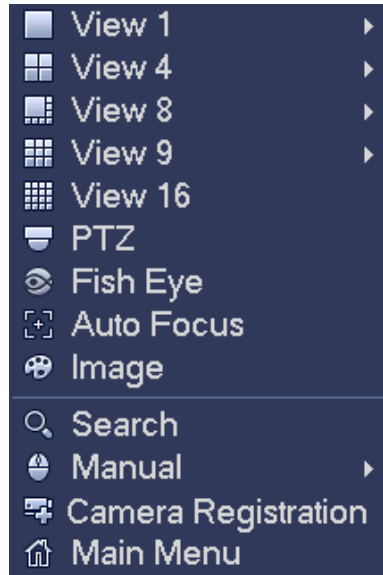 View 1
View 4
View 8
View 9
View 16
PTZ
Fish Eye
Auto Focus
Image
Search
Manual
Camera Registration
Main Menu